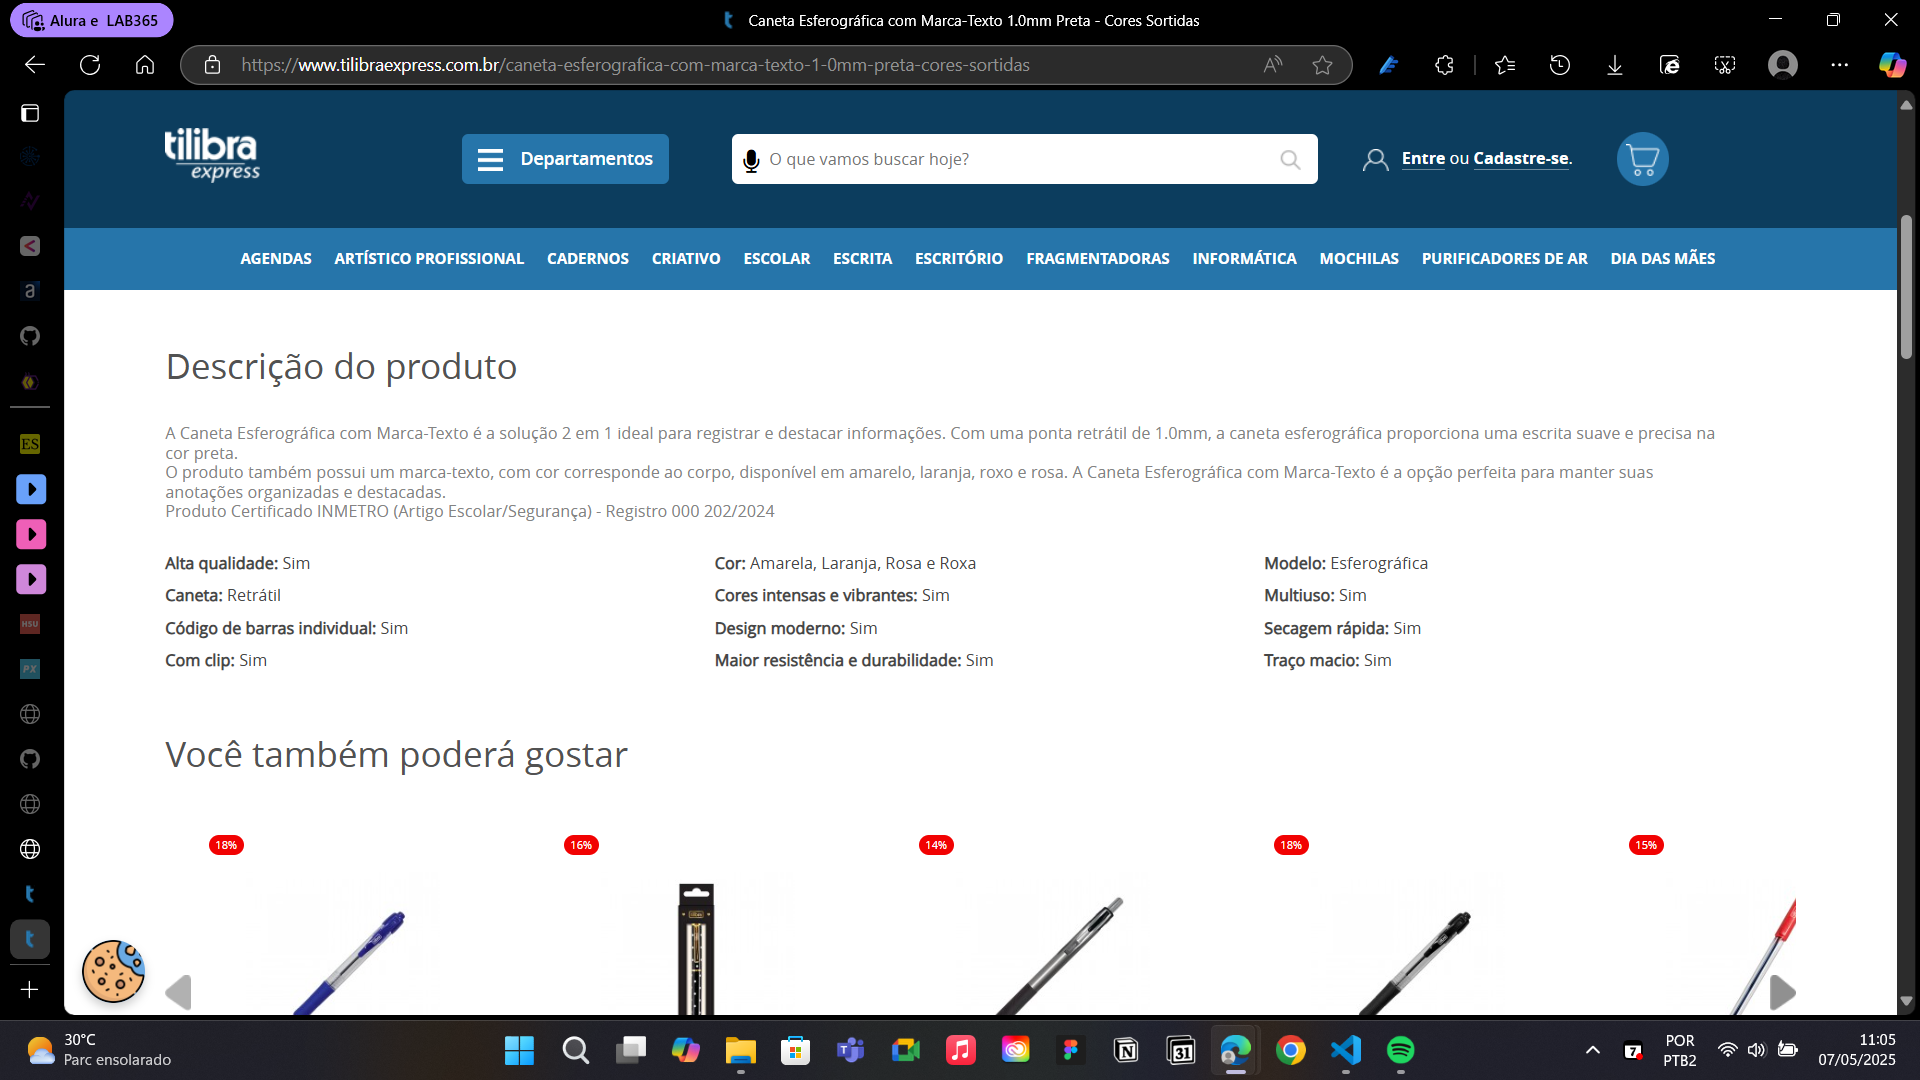 Alura e LAB365
Caneta Esferográfica com Marca-Texto 1.0mm Preta - Cores Sortidas
https://www.tilibraexpress.com.br/caneta-esferografica-com-marca-texto-1-0mm-preta-cores-sortidas
tilibra
express
Departamentos
O que vamos buscar hoje?
Entre ou Cadastre-se.
AGENDAS ARTÍSTICO PROFISSIONAL CADERNOS CRIATIVO ESCOLAR ESCRITA ESCRITÓRIO FRAGMENTADORAS INFORMÁTICA MOCHILAS PURIFICADORES DE AR DIA DAS MÃES
a
ES
HSU
PX
t
t
Descrição do produto
A Caneta Esferográfica com Marca-Texto é a solução 2 em 1 ideal para registrar e destacar informações. Com uma ponta retrátil de 1.0mm, a caneta esferográfica proporciona uma escrita suave e precisa na
cor preta.
O produto também possui um marca-texto, com cor corresponde ao corpo, disponível em amarelo, laranja, roxo e rosa. A Caneta Esferográfica com Marca-Texto é a opção perfeita para manter suas
anotações organizadas e destacadas.
Produto Certificado INMETRO (Artigo Escolar/Segurança) - Registro 000 202/2024
Alta qualidade: Sim
Caneta: Retrátil
Código de barras individual: Sim
Com clip: Sim
Cor: Amarela, Laranja, Rosa e Roxa
Cores intensas e vibrantes: Sim
Design moderno: Sim
Maior resistência e durabilidade: Sim
Modelo: Esferográfica
Multiuso: Sim
Secagem rápida: Sim
Traço macio: Sim
Você também poderá gostar
18%
16%
14%
18%
15%
30°C
Parc ensolarado
31
7
POR
PTB2
11:05
07/05/2025